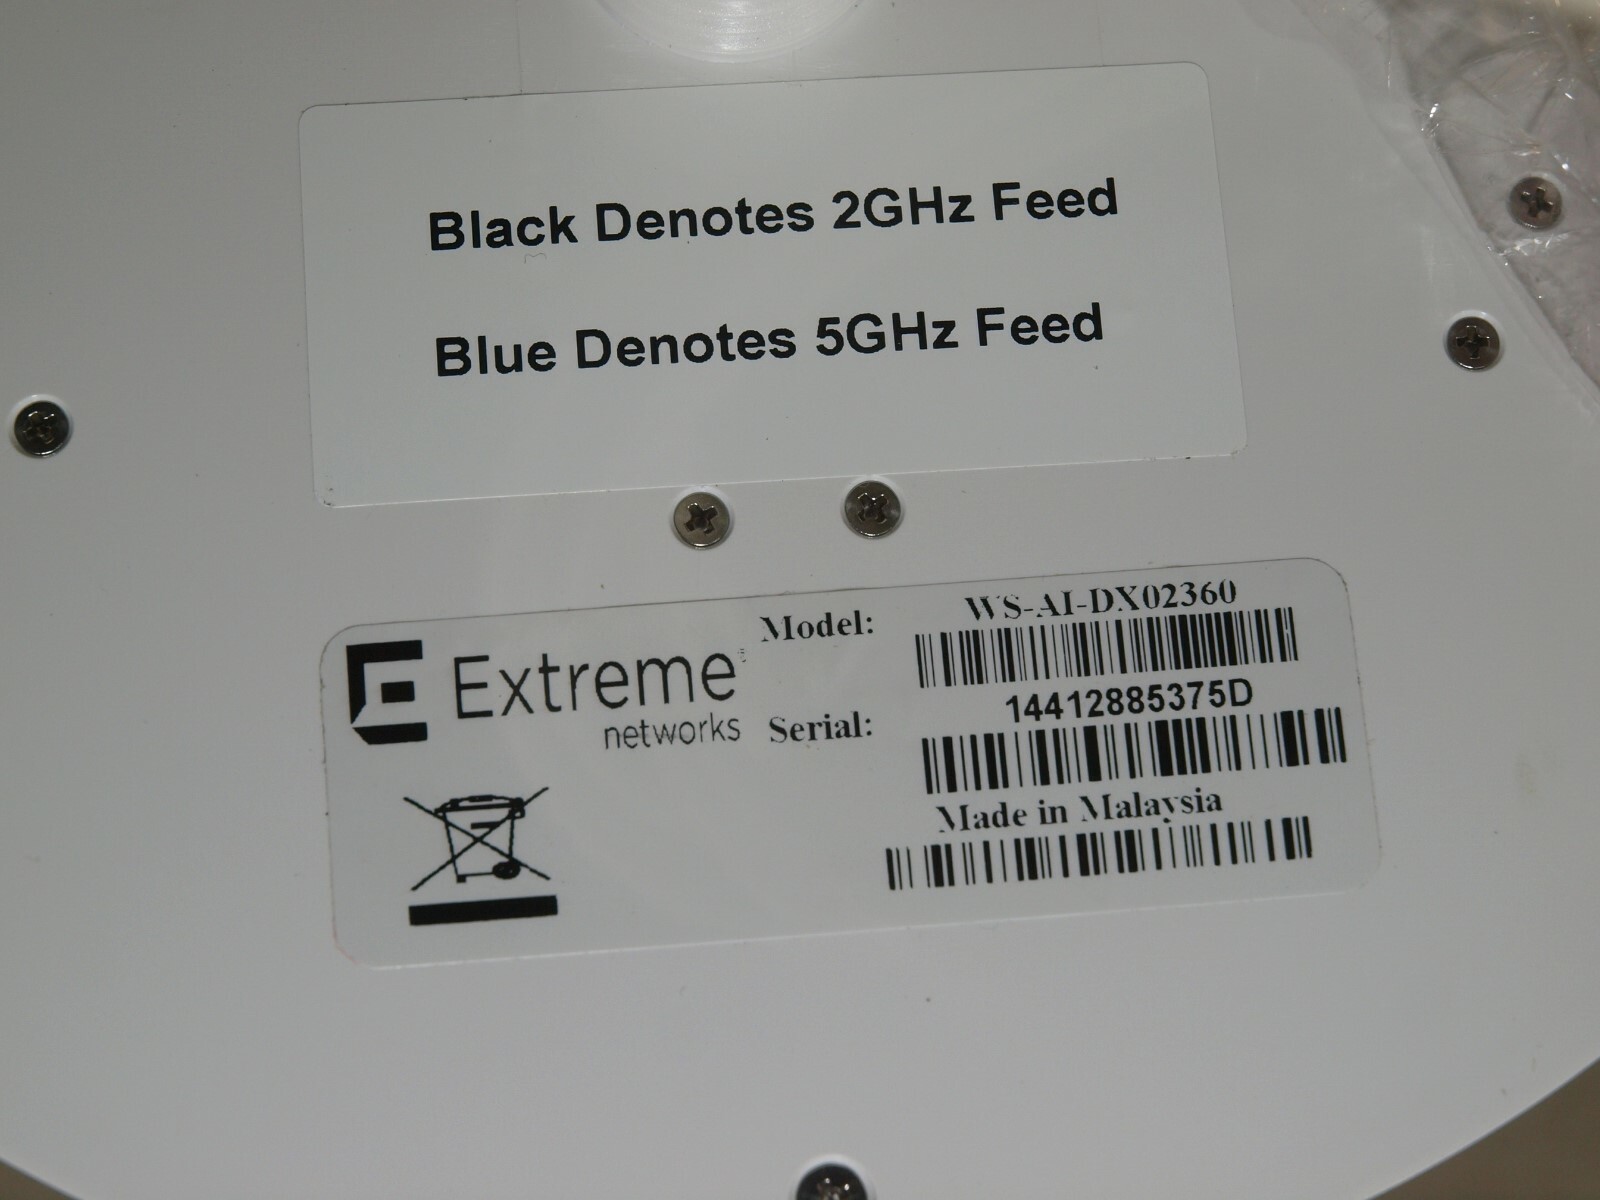 Black Denotes 2GHz Feed
Blue Denotes 5GHz Feed
Extreme
networks
Model: WS-AI-DX02360
Serial: 14412885375D
Made in Malaysia